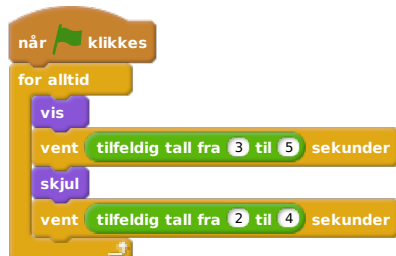 når klikkes
for alltid
vis
vent tilfeldig tall fra 3 til 5 sekunder
skjul
vent tilfeldig tall fra 2 til 4 sekunder